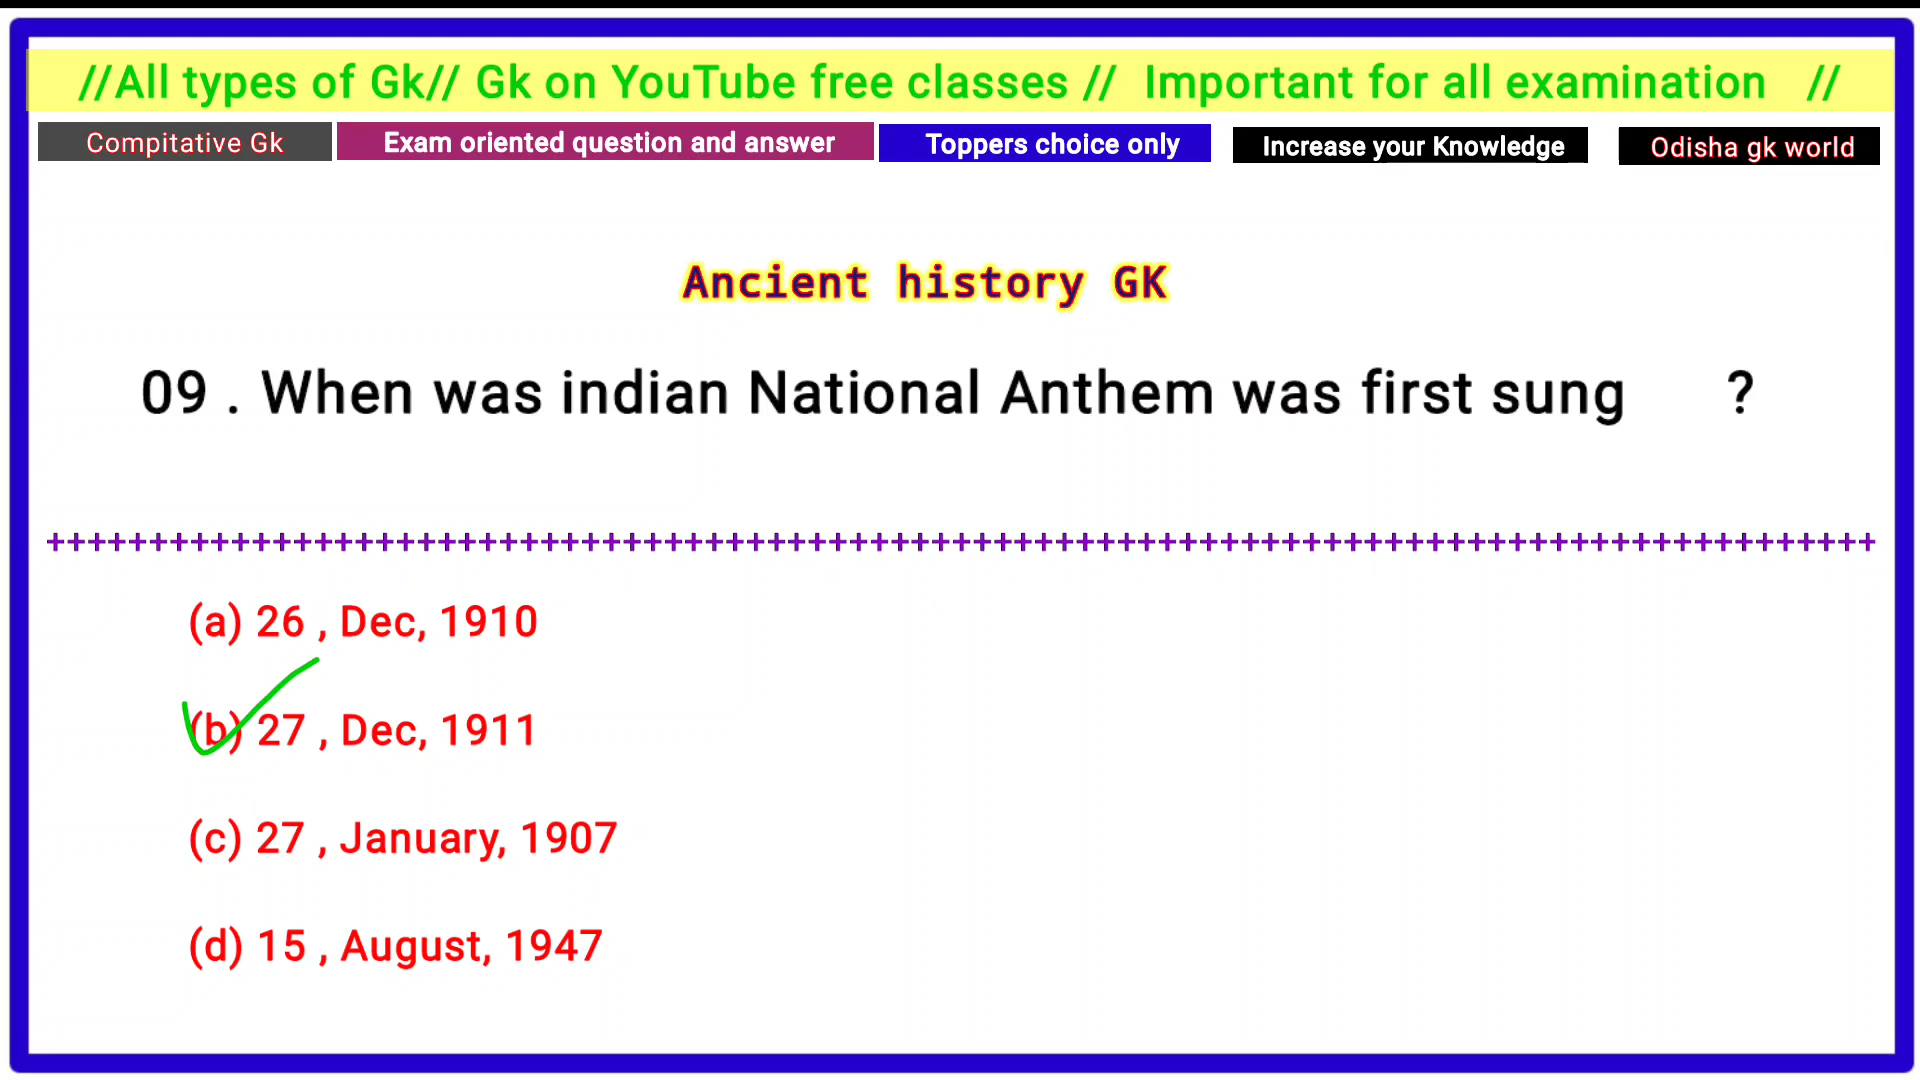 //All types of Gk// Gk on YouTube free classes // Important for all examination //
Compitative Gk Exam oriented question and answer Toppers choice only Increase your Knowledge Odisha gk world
Ancient history GK
09 . When was indian National Anthem was first sung ?
+++++++++++++++++++++++++++++++++++++++++++++++++++++++++++++++++++++++++++++++++++++++++
(a) 26 , Dec, 1910
(b) 27 , Dec, 1911
(c) 27 , January, 1907
(d) 15 , August, 1947